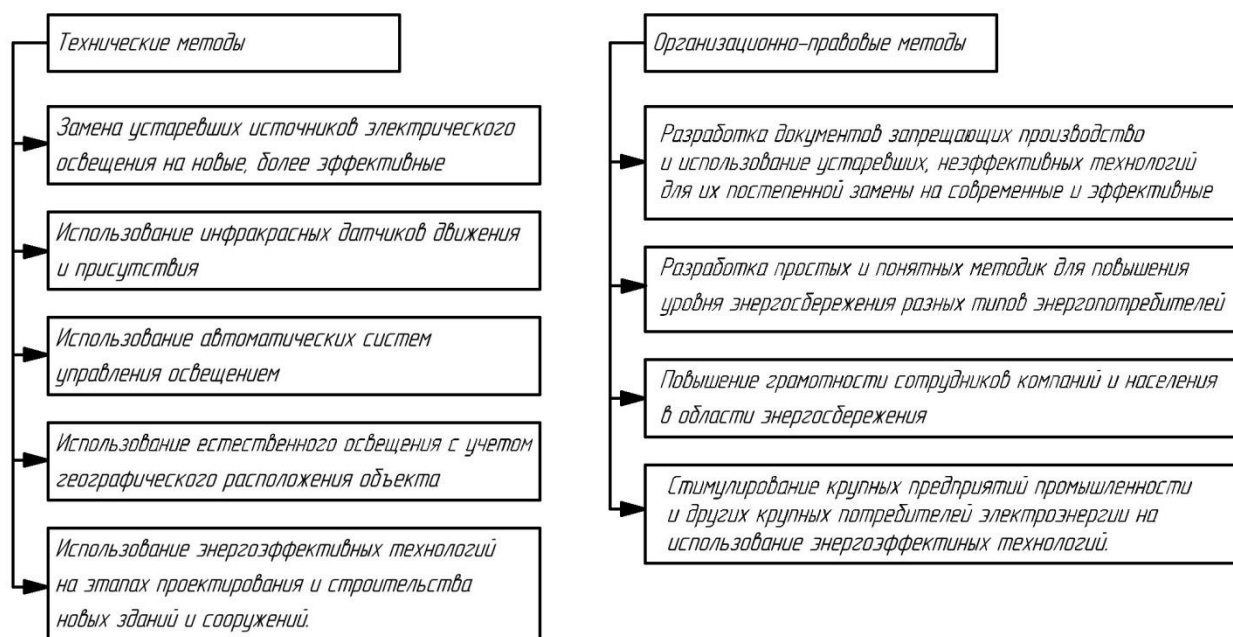 Технические методы
Замена устаревших источников электрического
освещения на новые, более эффективные
Использование инфракрасных датчиков движения
и присутствия
Использование автоматических систем
управления освещением
Использование естественного освещения с учетом
географического расположения объекта
Использование энергоэффективных технологий
на этапах проектирования и строительства
новых зданий и сооружений.
Организационно-правовые методы
Разработка документов запрещающих производство
и использование устаревших, неэффективных технологий
для их постепенной замены на современные и эффективные
Разработка простых и понятных методик для повышения
уровня энергосбережения разных типов энергопотребителей
Повышение грамотности сотрудников компаний и населения
в области энергосбережения
Стимулирование крупных предприятий промышленности
и других крупных потребителей электроэнергии на
использование энергоэффектиных технологий.